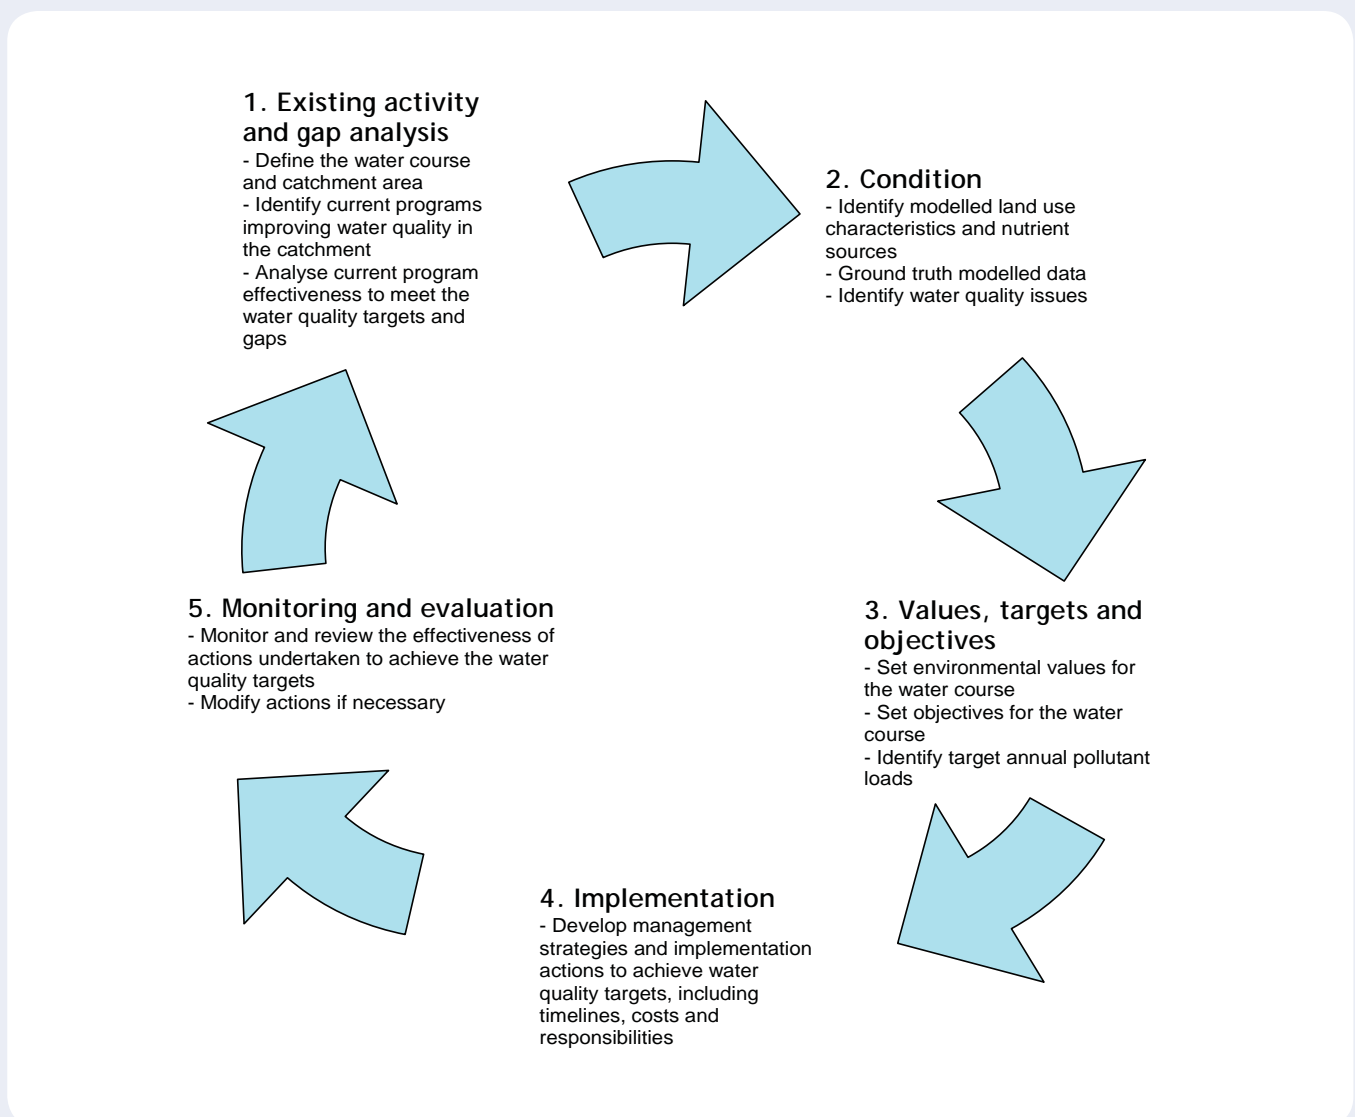 1. Existing activity
and gap analysis
- Define the water course
and catchment area
- Identify current programs
improving water quality in
the catchment
- Analyse current program
effectiveness to meet the
water quality targets and
gaps
2. Condition
- Identify modelled land use
characteristics and nutrient
sources
- Ground truth modelled data
- Identify water quality issues
3. Values, targets and
objectives
- Set environmental values for
the water course
- Set objectives for the water
course
- Identify target annual pollutant
loads
4. Implementation
- Develop management
strategies and implementation
actions to achieve water
quality targets, including
timelines, costs and
responsibilities
5. Monitoring and evaluation
- Monitor and review the effectiveness of
actions undertaken to achieve the water
quality targets
- Modify actions if necessary